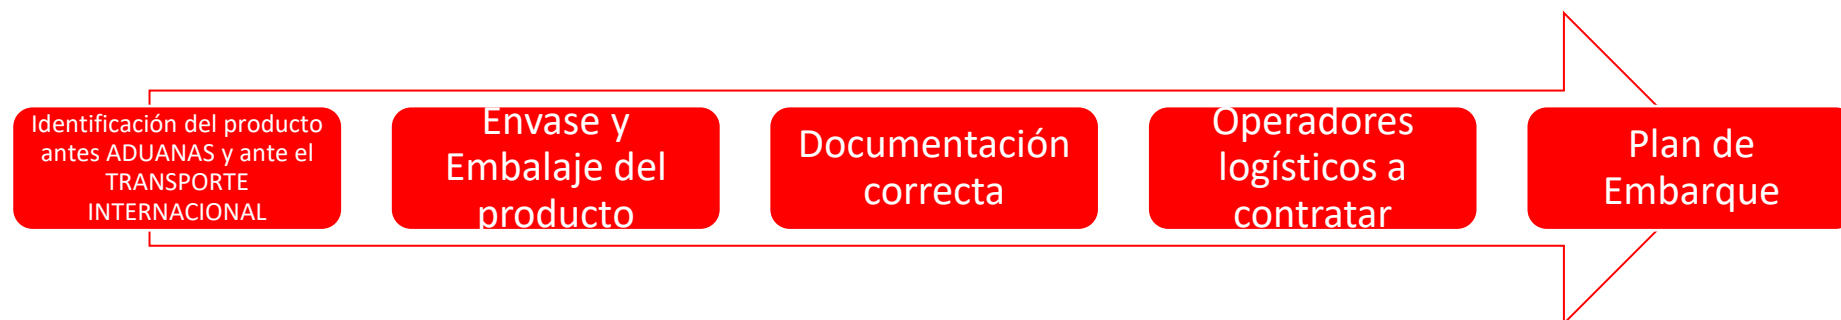 Identificación del producto
antes ADUANAS y ante el
TRANSPORTE
INTERNACIONAL
Envase y
Embalaje del
producto
Documentación
correcta
Operadores
logísticos a
contratar
Plan de
Embarque